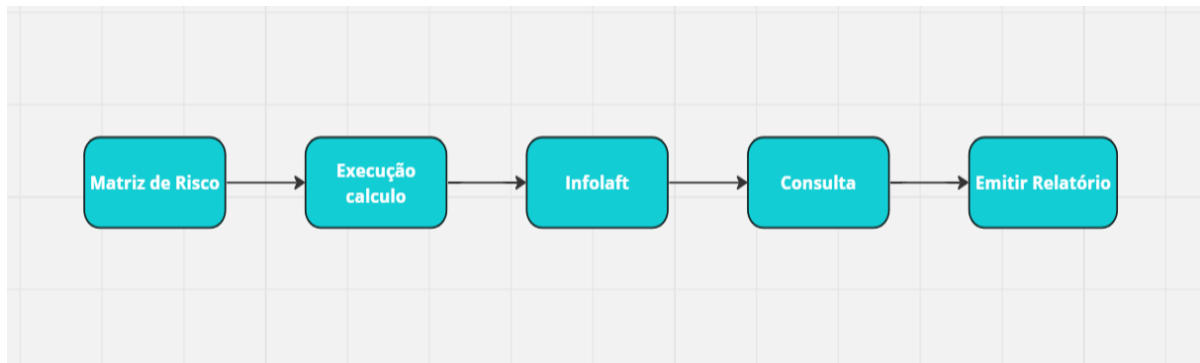 Matriz de Risco
Execução
calculo
Infolaft
Consulta
Emitir Relatório